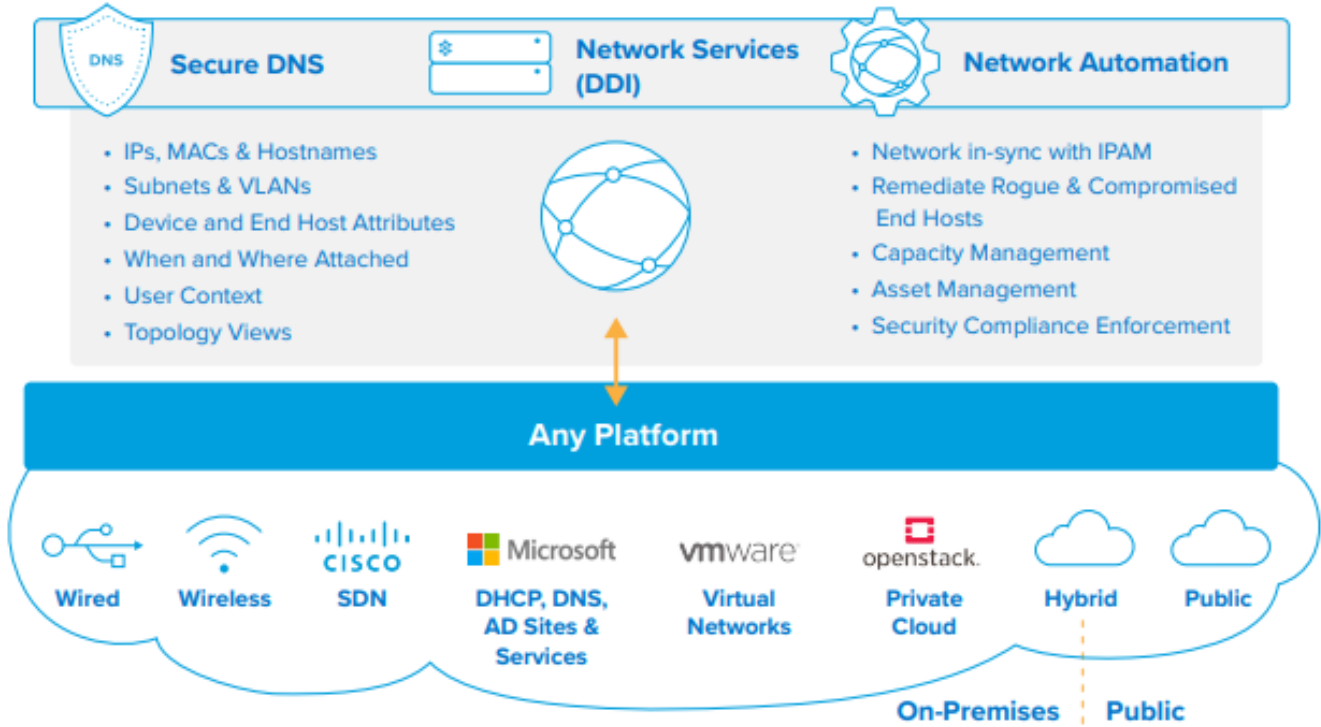 DNS
Secure DNS
Network Services
(DDI)
Network Automation
• IPs, MACs & Hostnames
• Subnets & VLANs
• Device and End Host Attributes
• When and Where Attached
• User Context
• Topology Views
• Network in-sync with IPAM
• Remediate Rogue & Compromised
End Hosts
• Capacity Management
• Asset Management
• Security Compliance Enforcement
Any Platform
Wired
Wireless
CISCO
SDN
Microsoft
DHCP, DNS,
AD Sites &
Services
vmware
Virtual
Networks
openstack.
Private
Cloud
Hybrid
Public
On-Premises
Public